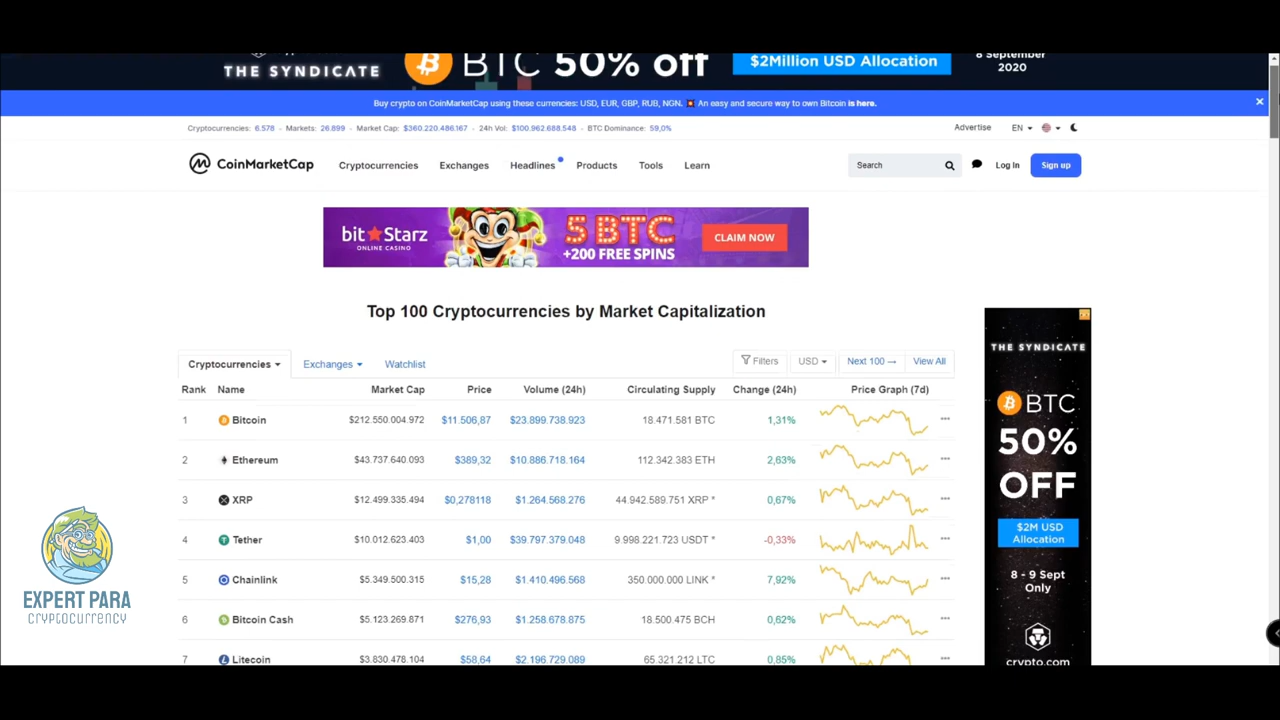 THE SYNDICATE
BTC 50% off
$2Million USD Allocation
8 September
2020
Buy crypto on CoinMarketCap using these currencies: USD, EUR, GBP, RUB, NGN. 💥 An easy and secure way to own Bitcoin is here.
Cryptocurrencies: 6.578 • Markets: 26.899 • Market Cap: $360.220.486.167 • 24h Vol: $100.962.688.548 • BTC Dominance: 59,0%
Advertise EN
CoinMarketCap Cryptocurrencies Exchanges Headlines Products Tools Learn Search Log In Sign up
bitStarz
ONLINE CASINO
5 BTC
+200 FREE SPINS
CLAIM NOW
Top 100 Cryptocurrencies by Market Capitalization
Cryptocurrencies Exchanges Watchlist Filters USD Next 100 → View All
Rank Name Market Cap Price Volume (24h) Circulating Supply Change (24h) Price Graph (7d)
1 Bitcoin $212.550.004.972 $11.506,87 $23.899.738.923 18.471.581 BTC 1,31%
2 Ethereum $43.737.640.093 $389,32 $10.886.718.164 112.342.383 ETH 2,63%
3 XRP $12.499.335.494 $0,278118 $1.264.568.276 44.942.589.751 XRP * 0,67%
4 Tether $10.012.623.403 $1,00 $39.797.379.048 9.998.221.723 USDT * -0,33%
5 Chainlink $5.349.500.315 $15,28 $1.410.496.568 350.000.000 LINK * 7,92%
6 Bitcoin Cash $5.123.269.871 $276,93 $1.258.678.875 18.500.475 BCH 0,62%
7 Litecoin $3.830.478.104 $58,64 $2.196.729.089 65.321.212 LTC 0,85%
THE SYNDICATE
BTC
50%
OFF
$2M USD
Allocation
8 - 9 Sept
Only
crypto.com
EXPERT PARA
CRYPTOCURRENCY